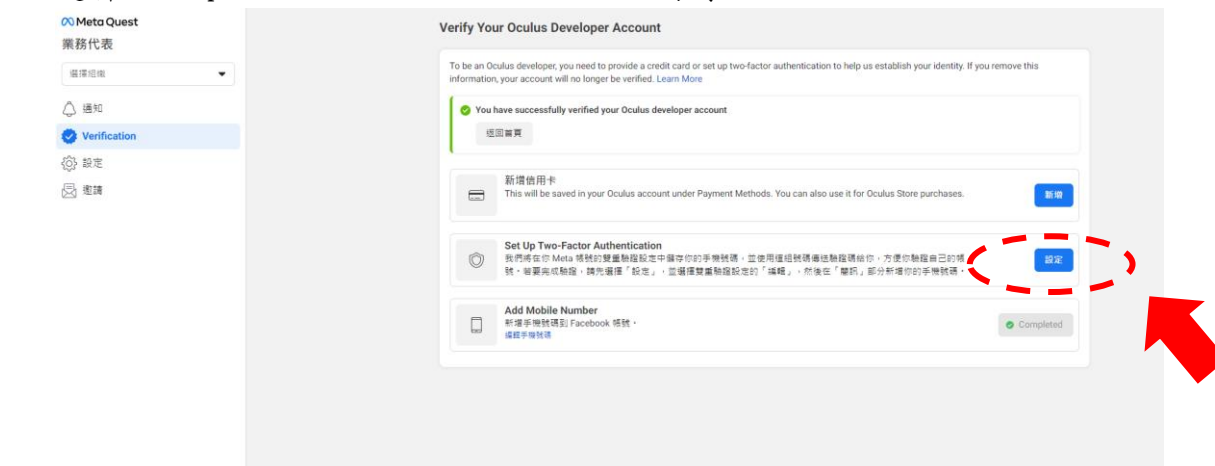 Meta Quest
業務代表
選擇組織
通知
Verification
設定
邀請
Verify Your Oculus Developer Account
To be an Oculus developer, you need to provide a credit card or set up two-factor authentication to help us establish your identity. If you remove this
information, your account will no longer be verified. Learn More
You have successfully verified your Oculus developer account
返回首頁
新增信用卡
This will be saved in your Oculus account under Payment Methods. You can also use it for Oculus Store purchases.
新增
Set Up Two-Factor Authentication
我們將在你 Meta 帳號的雙重驗證設定中儲存你的手機號碼,並使用這組號碼傳送驗證碼給你,方便你驗證自己的帳
號。若要完成驗證,請先選擇「設定」,並選擇雙重驗證設定的「編輯」,然後在「簡訊」部分新增你的手機號碼。
設定
Add Mobile Number
新增手機號碼到 Facebook 帳號。
編輯手機號碼
Completed